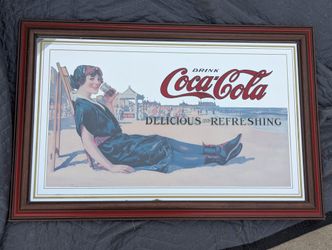 DRINK
Coca-Cola
DELICIOUS AND REFRESHING